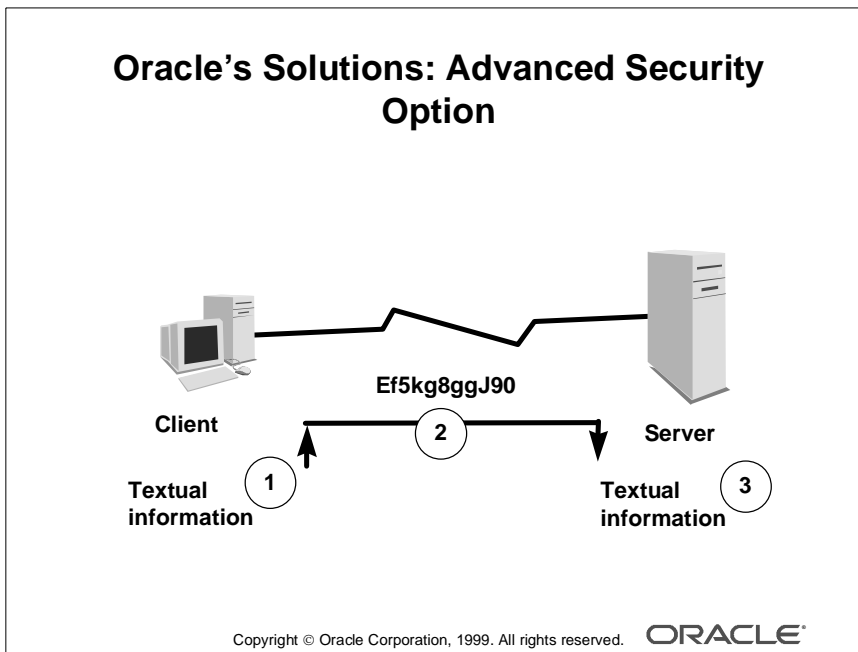 Oracle's Solutions: Advanced Security
Option
Ef5kg8ggJ90
Client
2
Server
Textual
information
1
Textual
information
3
Copyright © Oracle Corporation, 1999. All rights reserved.
ORACLE®